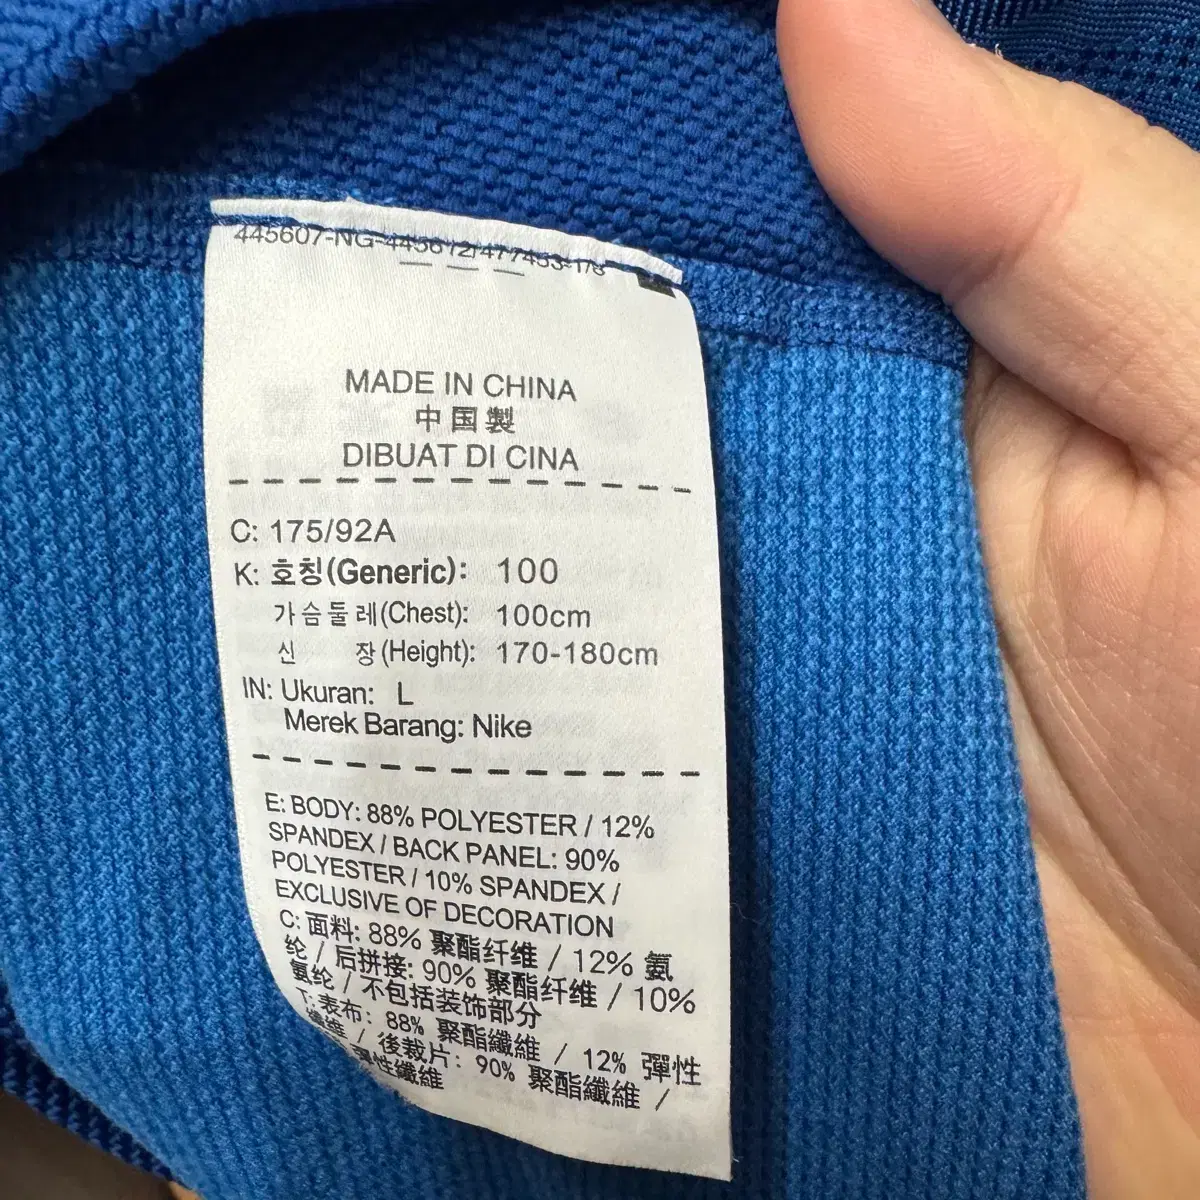 445607-NG-445612/477453-178
MADE IN CHINA
中国製
DIBUAT DI CINA
C: 175/92A
K: 호칭(Generic): 100
가슴둘레(Chest): 100cm
신 장(Height): 170-180cm
IN: Ukuran: L
Merek Barang: Nike
E: BODY: 88% POLYESTER / 12%
SPANDEX / BACK PANEL: 90%
POLYESTER / 10% SPANDEX /
EXCLUSIVE OF DECORATION
C: 面料: 88% 聚酯纤维 / 12% 氨
纶 / 后拼接: 90% 聚酯纤维 / 10%
氨纶 / 不包括装饰部分
T: 表布: 88% 聚酯纖維 / 12% 彈性
纖維 / 後裁片: 90% 聚酯纖維 /
彈性纖維